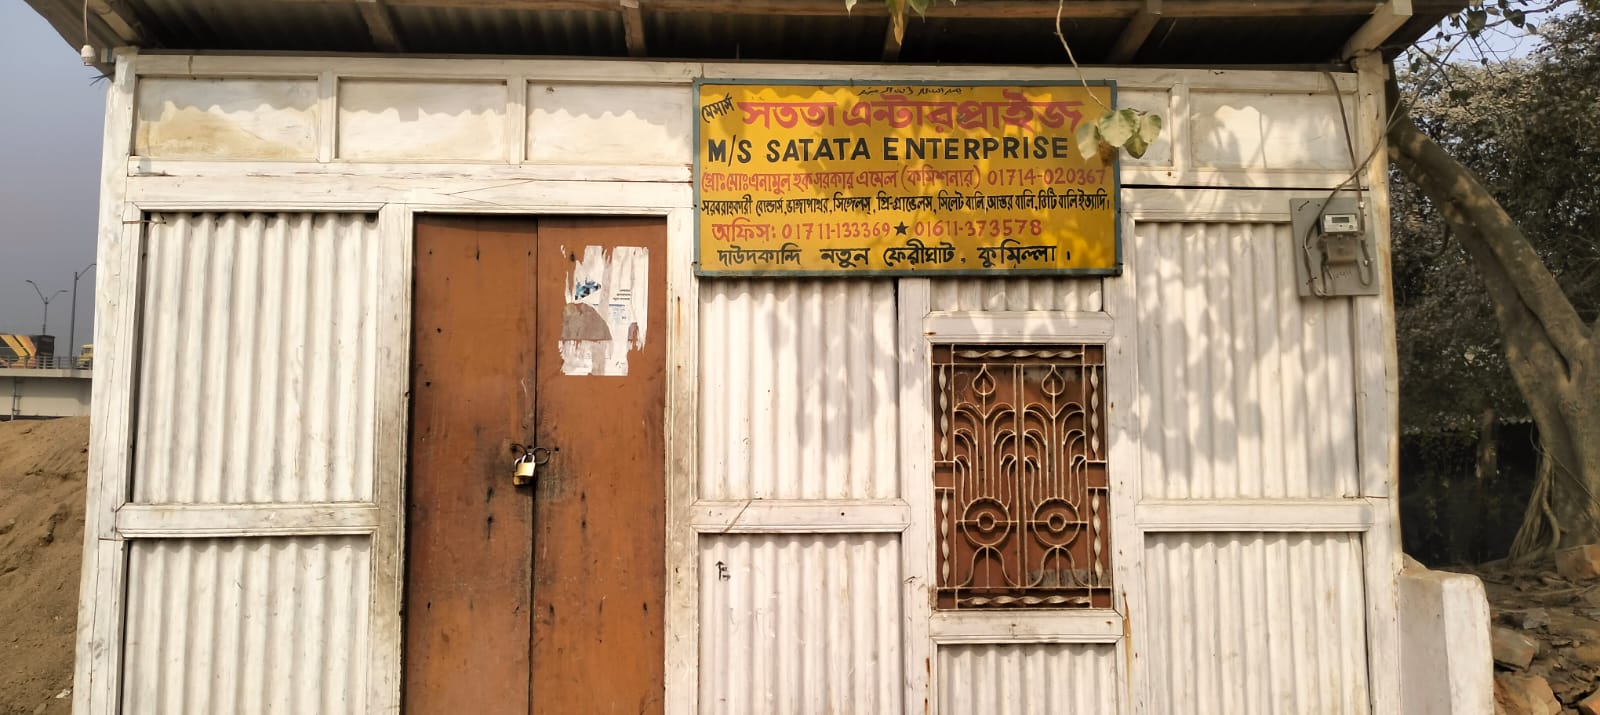 মেসার্স সততা এন্টারপ্রাইজ
M/S SATATA ENTERPRISE
প্রোঃ মোঃ এনামুল হক সরকার এমেল (কমিশনার) 01714-020367
সরবরাহকারী বোল্ডার্স, ভাঙ্গাপাথর, সিঙ্গেলস্, প্রি-গ্রাভেলস, সিলেট বালি, আস্তর বালি, ভিটি বালি ইত্যাদি।
অফিস: 01711-133369 ★ 01611-373578
দাউদকান্দি নতুন ফেরীঘাট, কুমিল্লা।